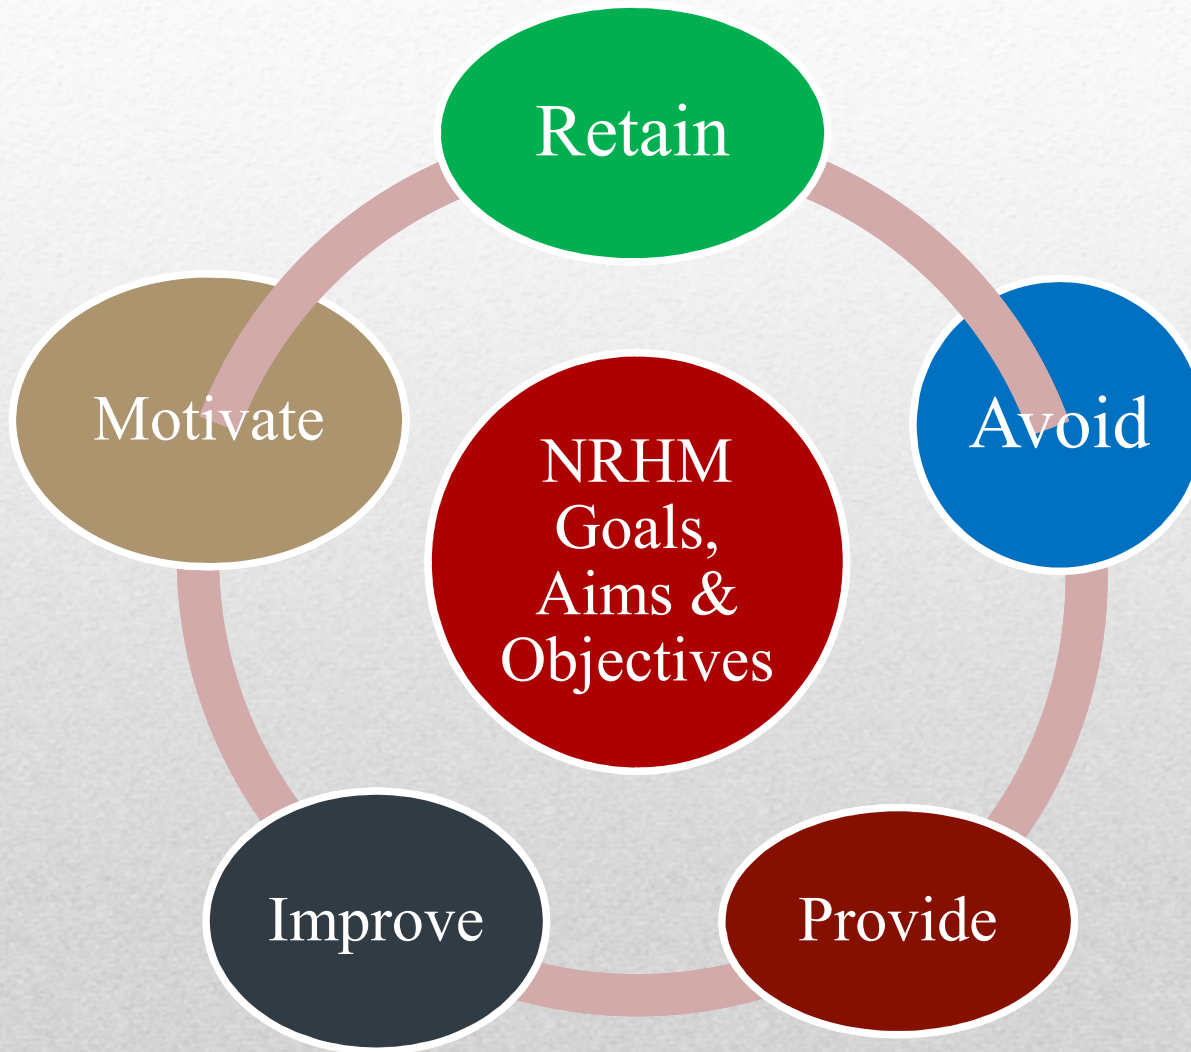 Retain
Motivate
Avoid
NRHM
Goals,
Aims &
Objectives
Improve
Provide